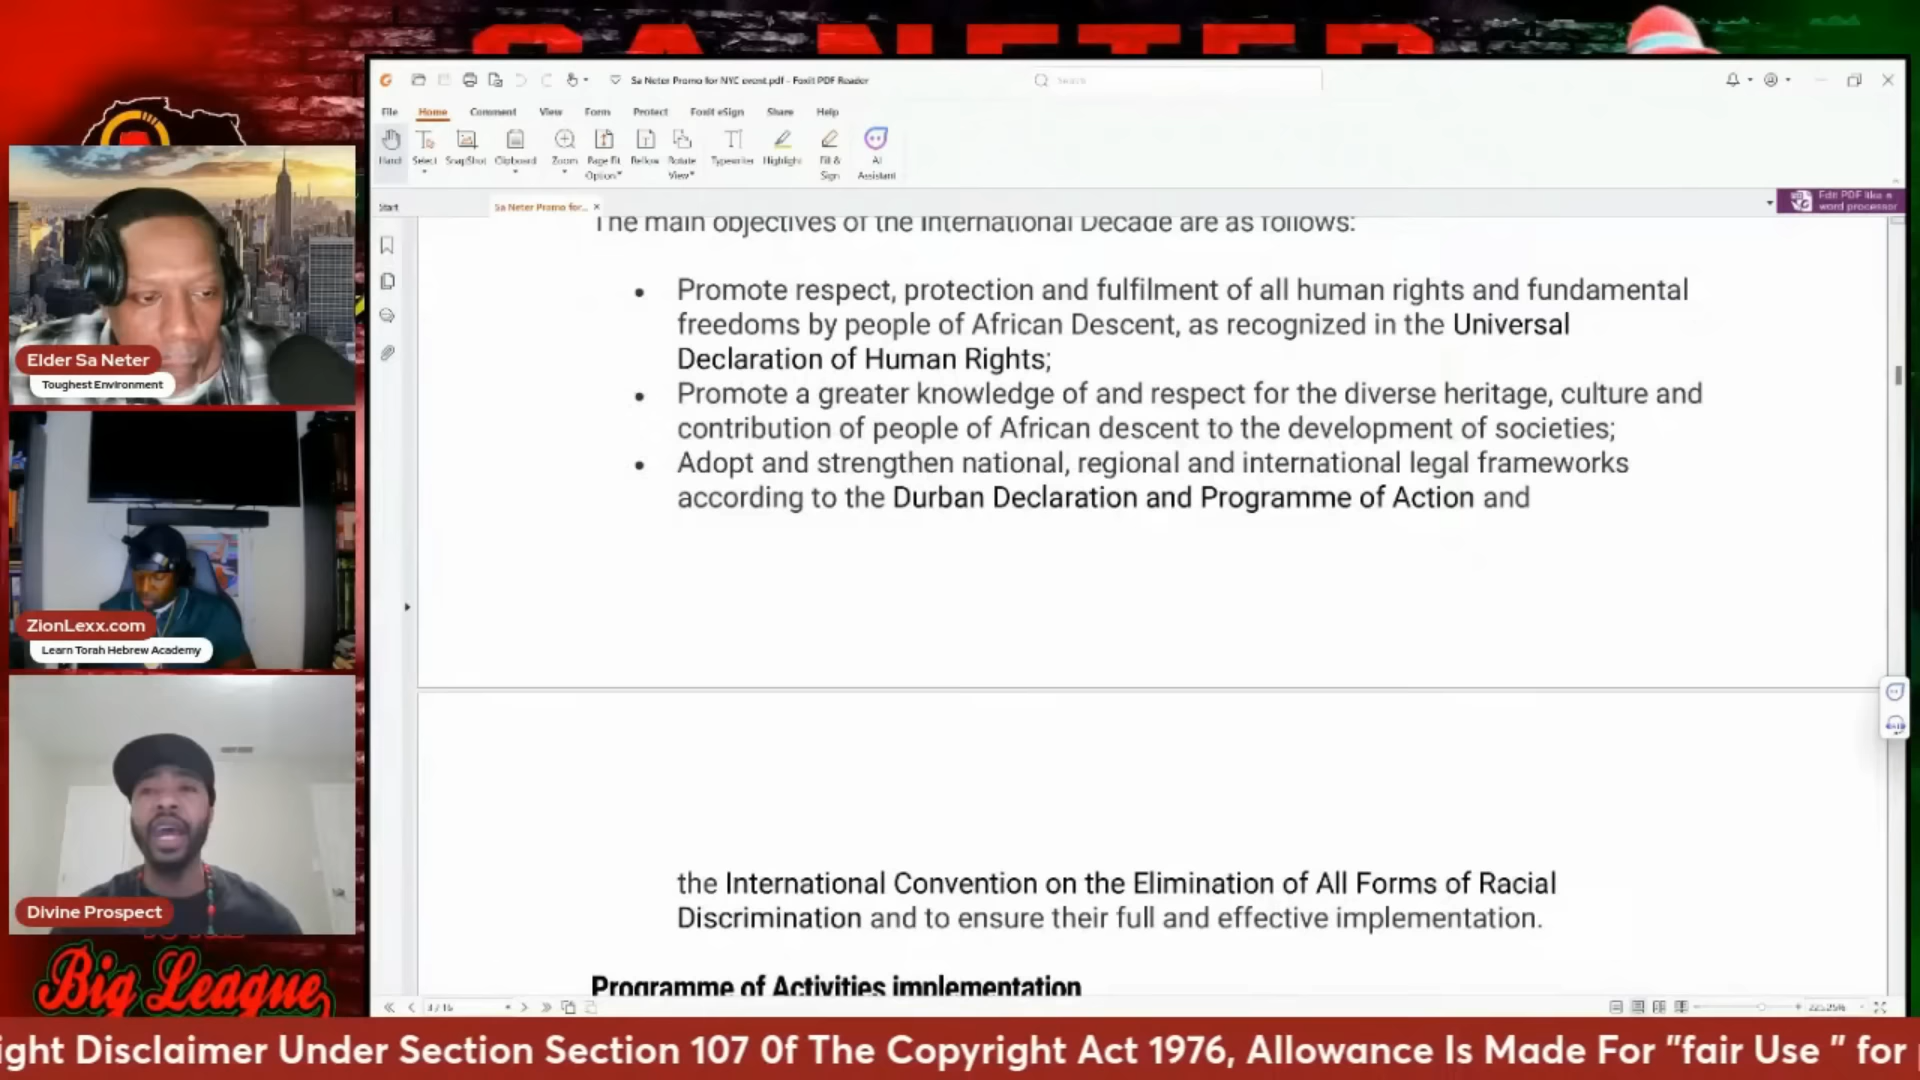 SA NETER
Sa Neter Promo for NYC event.pdf - Foxit PDF Reader
Search
File Home Comment View Form Protect Foxit eSign Share Help
Hand Select SnapShot Clipboard Zoom Page Fit Option Reflow Rotate View Typewriter Highlight Fill & Sign AI Assistant
Start
Sa Neter Promo for...
Edit PDF like a
word processor
The main objectives of the International Decade are as follows:
• Promote respect, protection and fulfilment of all human rights and fundamental
freedoms by people of African Descent, as recognized in the Universal
Declaration of Human Rights;
• Promote a greater knowledge of and respect for the diverse heritage, culture and
contribution of people of African descent to the development of societies;
• Adopt and strengthen national, regional and international legal frameworks
according to the Durban Declaration and Programme of Action and
the International Convention on the Elimination of All Forms of Racial
Discrimination and to ensure their full and effective implementation.
Programme of Activities implementation
Elder Sa Neter
Toughest Environment
ZionLexx.com
Learn Torah Hebrew Academy
Divine Prospect
Big League
ight Disclaimer Under Section Section 107 Of The Copyright Act 1976, Allowance Is Made For "fair Use " for